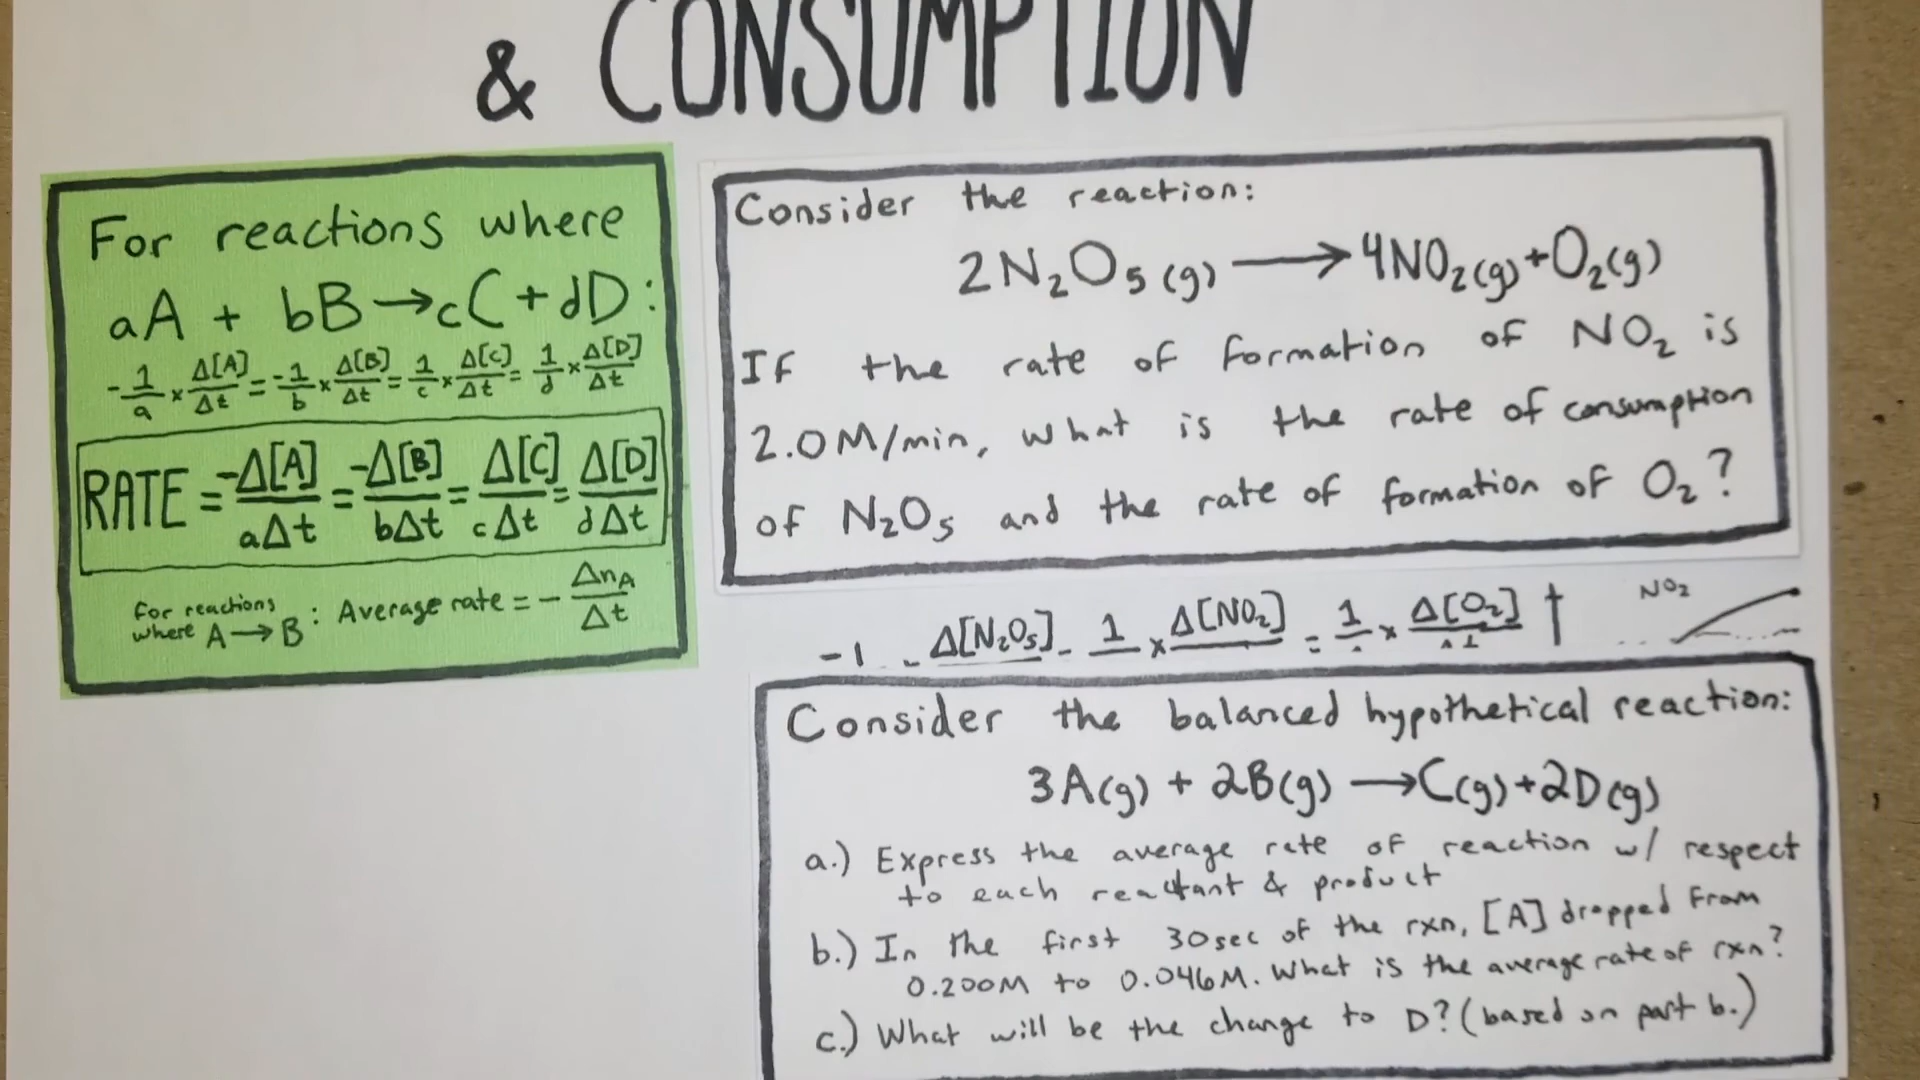 & CONSUMPTION
For reactions where
aA + bB → cC + dD:
-1/a × Δ[A]/Δt = -1/b × Δ[B]/Δt = 1/c × Δ[C]/Δt = 1/d × Δ[D]/Δt
RATE = -Δ[A]/aΔt = -Δ[B]/bΔt = Δ[C]/cΔt = Δ[D]/dΔt
for reactions
where A → B : Average rate = - Δn_A/Δt
Consider the reaction:
2N₂O₅(g) → 4NO₂(g) + O₂(g)
If the rate of formation of NO₂ is
2.0M/min, what is the rate of consumption
of N₂O₅ and the rate of formation of O₂?
-1 Δ[N₂O₅] - 1 × Δ[NO₂] = 1 × Δ[O₂]
NO₂
Consider the balanced hypothetical reaction:
3A(g) + 2B(g) → C(g) + 2D(g)
a.) Express the average rate of reaction w/ respect
to each reactant & product
b.) In the first 30sec of the rxn, [A] dropped from
0.200M to 0.046M. What is the average rate of rxn?
c.) What will be the change to D? (based on part b.)